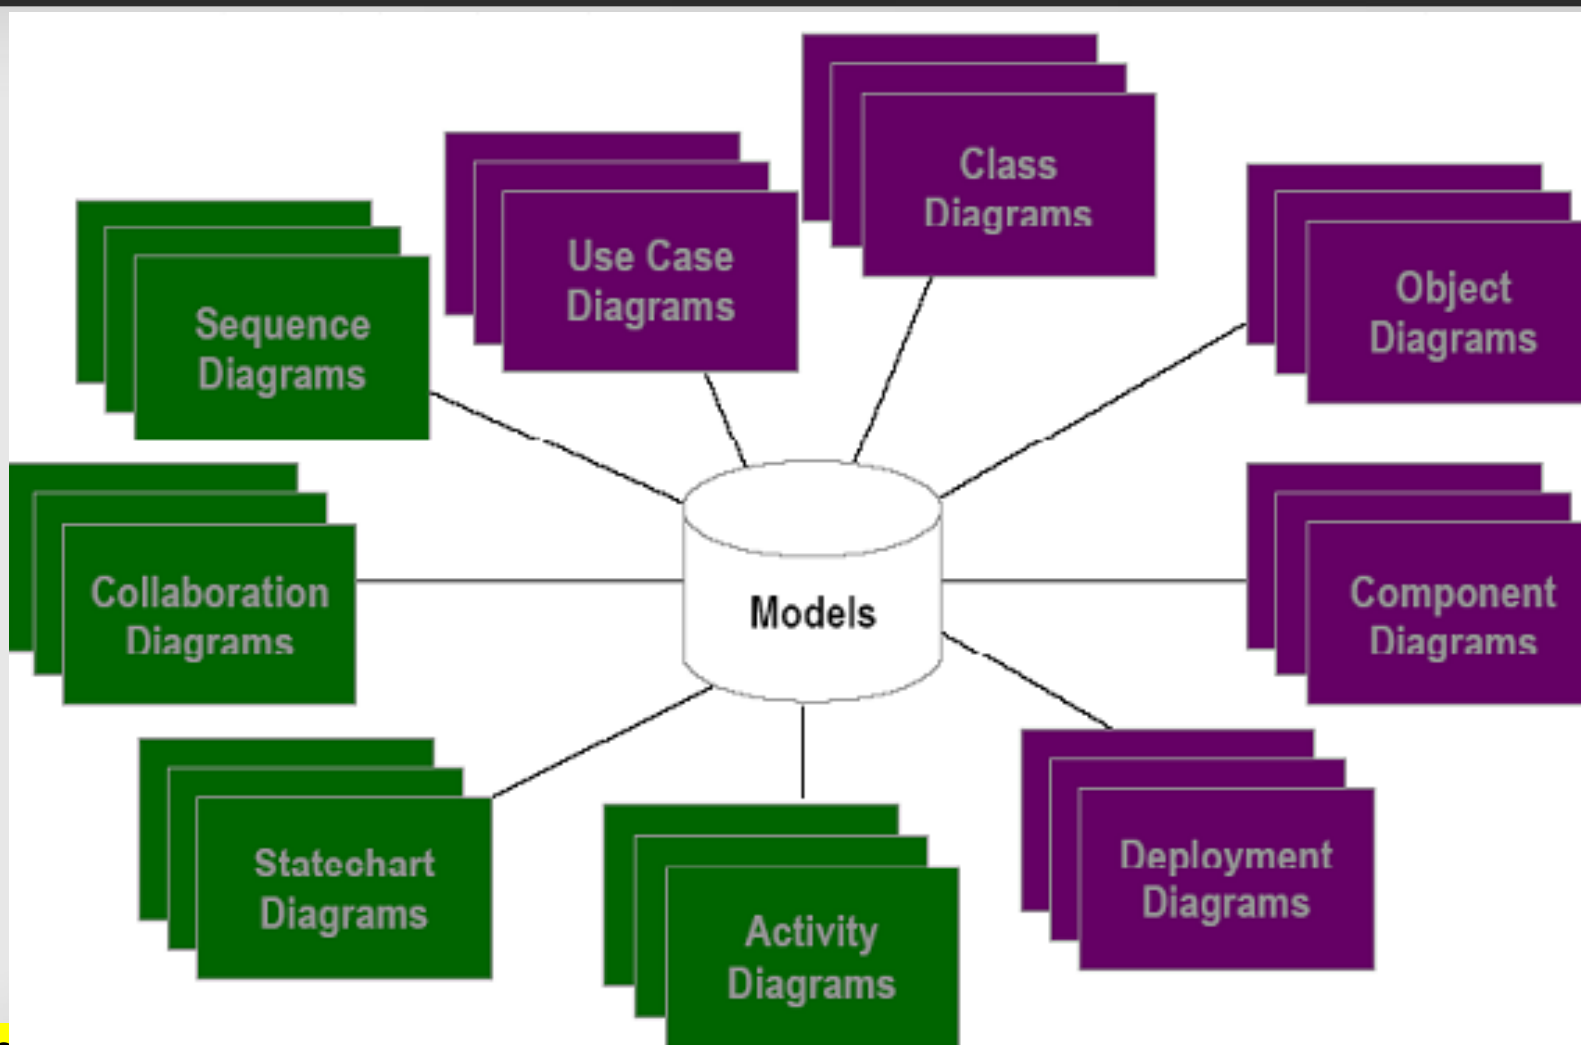 Class
Diagrams
Use Case
Diagrams
Object
Diagrams
Sequence
Diagrams
Collaboration
Diagrams
Models
Component
Diagrams
Statechart
Diagrams
Activity
Diagrams
Deployment
Diagrams